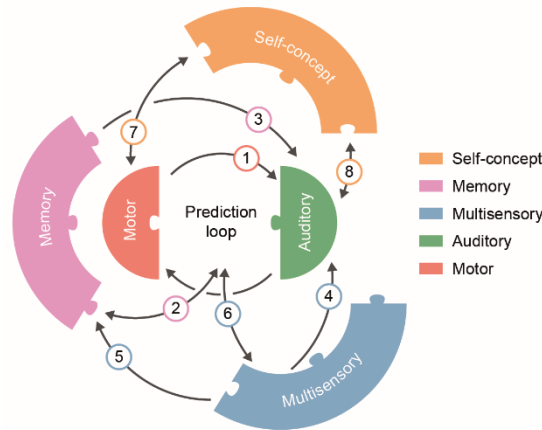 Self-concept
7
3
1
8
Memory
Motor
Prediction
loop
Auditory
2
6
4
5
Multisensory
Self-concept
Memory
Multisensory
Auditory
Motor